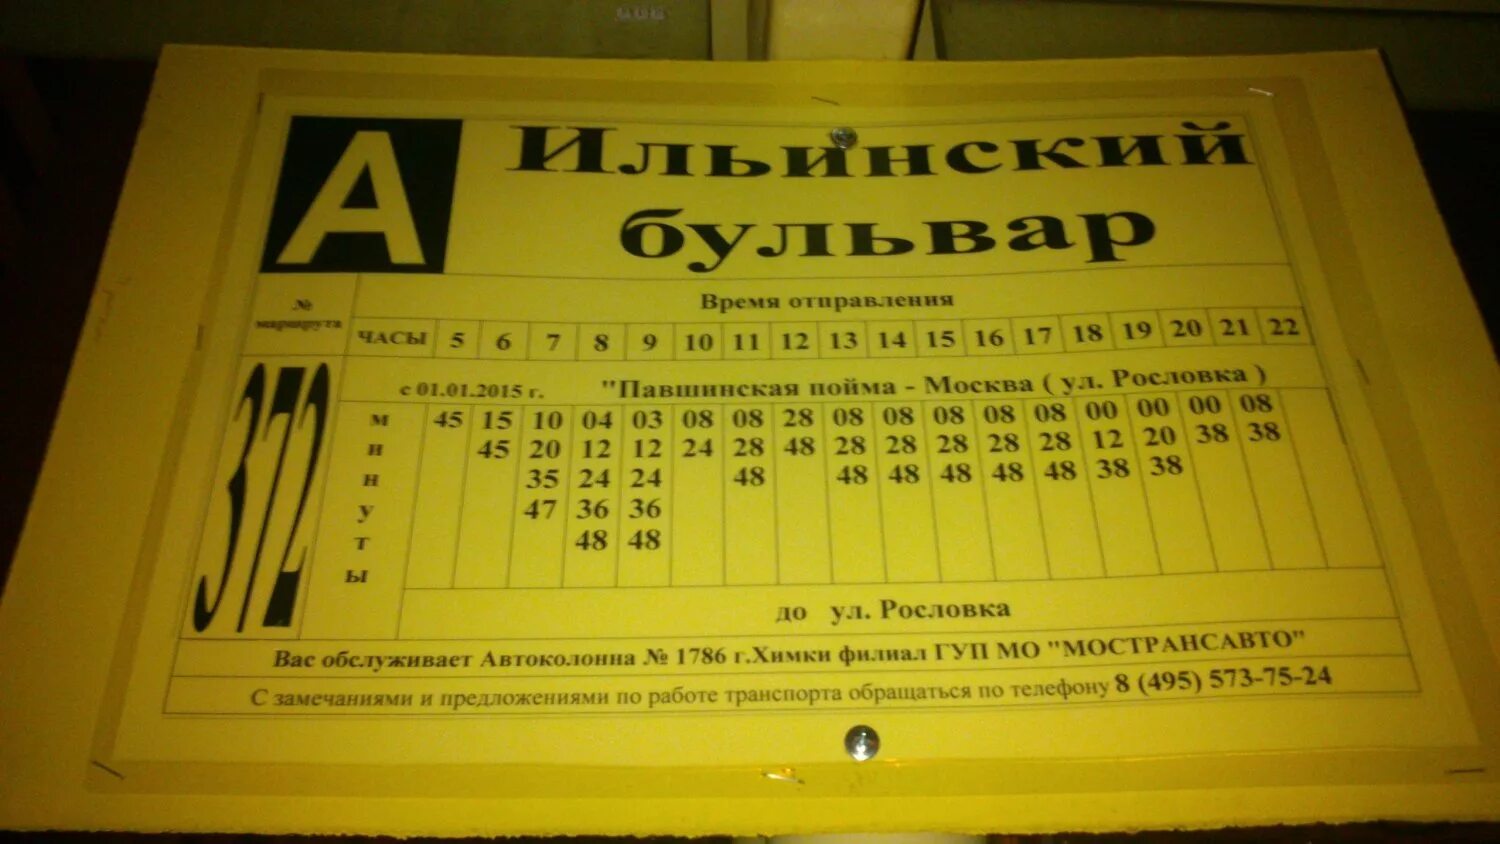 А
Ильинский
бульвар
№
маршрута
Время отправления
ЧАСЫ 5 6 7 8 9 10 11 12 13 14 15 16 17 18 19 20 21 22
372
с 01.01.2015 г. "Павшинская пойма - Москва ( ул. Рословка )
минуты
45 15 10 04 03 08 08 28 08 08 08 08 08 00 00 00 08
45 20 12 12 24 28 48 28 28 28 28 28 12 20 38 38
35 24 24 48 48 48 48 48 48 38 38
47 36 36
48 48
до ул. Рословка
Вас обслуживает Автоколонна № 1786 г.Химки филиал ГУП МО "МОСТРАНСАВТО"
С замечаниями и предложениями по работе транспорта обращаться по телефону 8 (495) 573-75-24